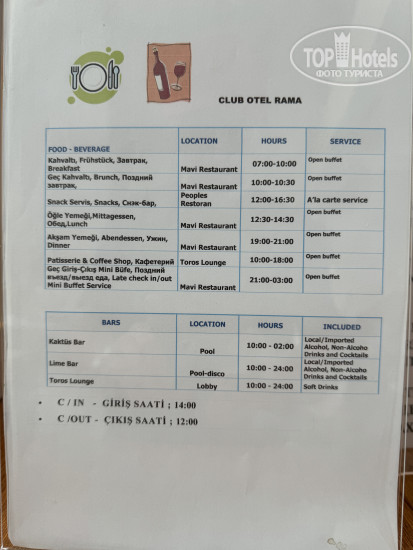 TOP Hotels
ФОТО ТУРИСТА
CLUB OTEL RAMA
FOOD - BEVERAGE LOCATION HOURS SERVICE
Kahvaltı, Frühstück, Завтрак,
Breakfast Mavi Restaurant 07:00-10:00 Open buffet
Geç Kahvaltı, Brunch, Поздний
завтрак, Mavi Restaurant 10:00-10:30 Open buffet
Snack Servis, Snacks, Снэк-бар, Peoples
Restoran 12:00-16:30 A'la carte service
Öğle Yemeği,Mittagessen,
Обед,Lunch Mavi Restaurant 12:30-14:30 Open buffet
Akşam Yemeği, Abendessen, Ужин,
Dinner Mavi Restaurant 19:00-21:00 Open buffet
Patisserie & Coffee Shop, Кафетерий Toros Lounge 10:00-18:00 Open buffet
Geç Giriş-Çıkış Mini Büfe, Поздний
въезд/выезд еда, Late check in/out
Mini Buffet Service Mavi Restaurant 21:00-03:00 Open buffet
BARS LOCATION HOURS INCLUDED
Kaktüs Bar Pool 10:00 - 02:00 Local/Imported
Alcohol, Non-Alcoho
Drinks and Cocktails
Lime Bar Pool-disco 10:00 - 24:00 Local/Imported
Alcohol, Non-Alcoho
Drinks and Cocktails
Toros Lounge Lobby 10:00 - 24:00 Soft Drinks
• C / IN - GİRİŞ SAATİ ; 14:00
• C /OUT - ÇIKIŞ SAATİ ; 12:00